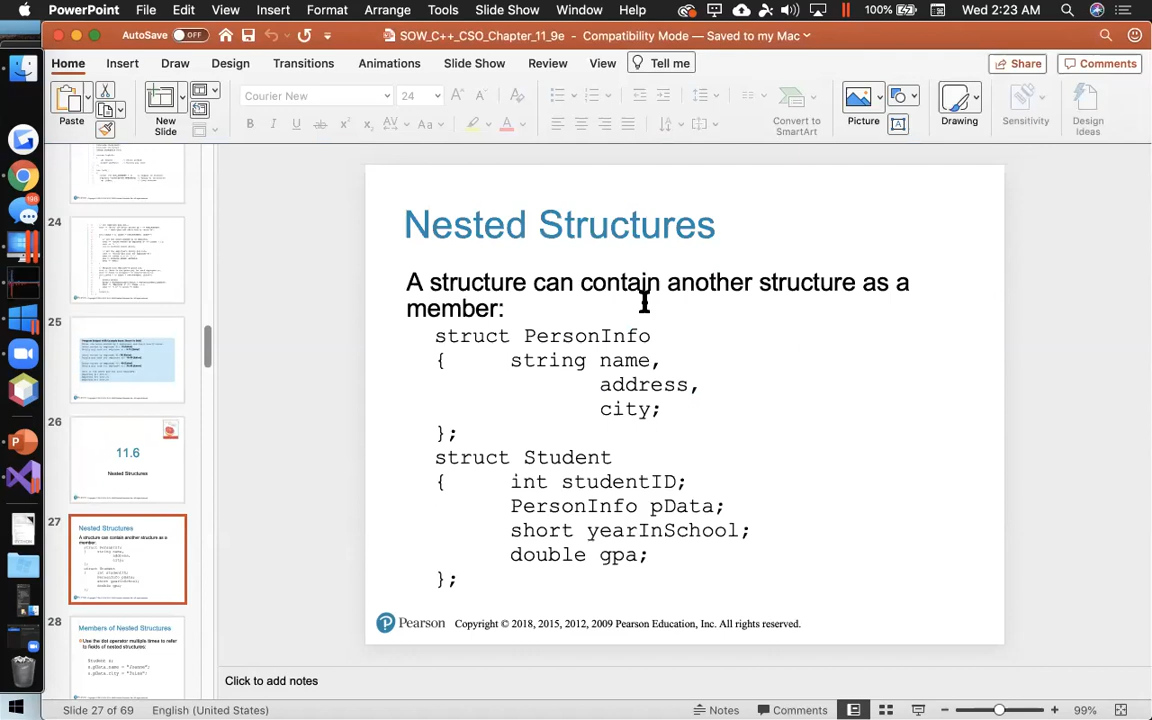 PowerPoint File Edit View Insert Format Arrange Tools Slide Show Window Help 100% Wed 2:23 AM
AutoSave OFF SOW_C++_CSO_Chapter_11_9e - Compatibility Mode — Saved to my Mac
Home Insert Draw Design Transitions Animations Slide Show Review View Tell me Share Comments
Courier New 24
Paste New Slide B I U ab X² X₂ AV Aa A Convert to SmartArt Picture Drawing Sensitivity Design Ideas
196
24
25
26
11.6
Nested Structures
27
Nested Structures
A structure can contain another structure as a
member:
28
Members of Nested Structures
Use the dot operator multiple times to refer
to fields of nested structures:
Student s;
s.pData.name = "Joanne";
s.pData.city = "Tulsa";
Nested Structures
A structure can contain another structure as a
member:
struct PersonInfo
{ string name,
address,
city;
};
struct Student
{ int studentID;
PersonInfo pData;
short yearInSchool;
double gpa;
};
Pearson Copyright © 2018, 2015, 2012, 2009 Pearson Education, Inc. All rights reserved.
Click to add notes
Slide 27 of 69 English (United States) Notes Comments 99%